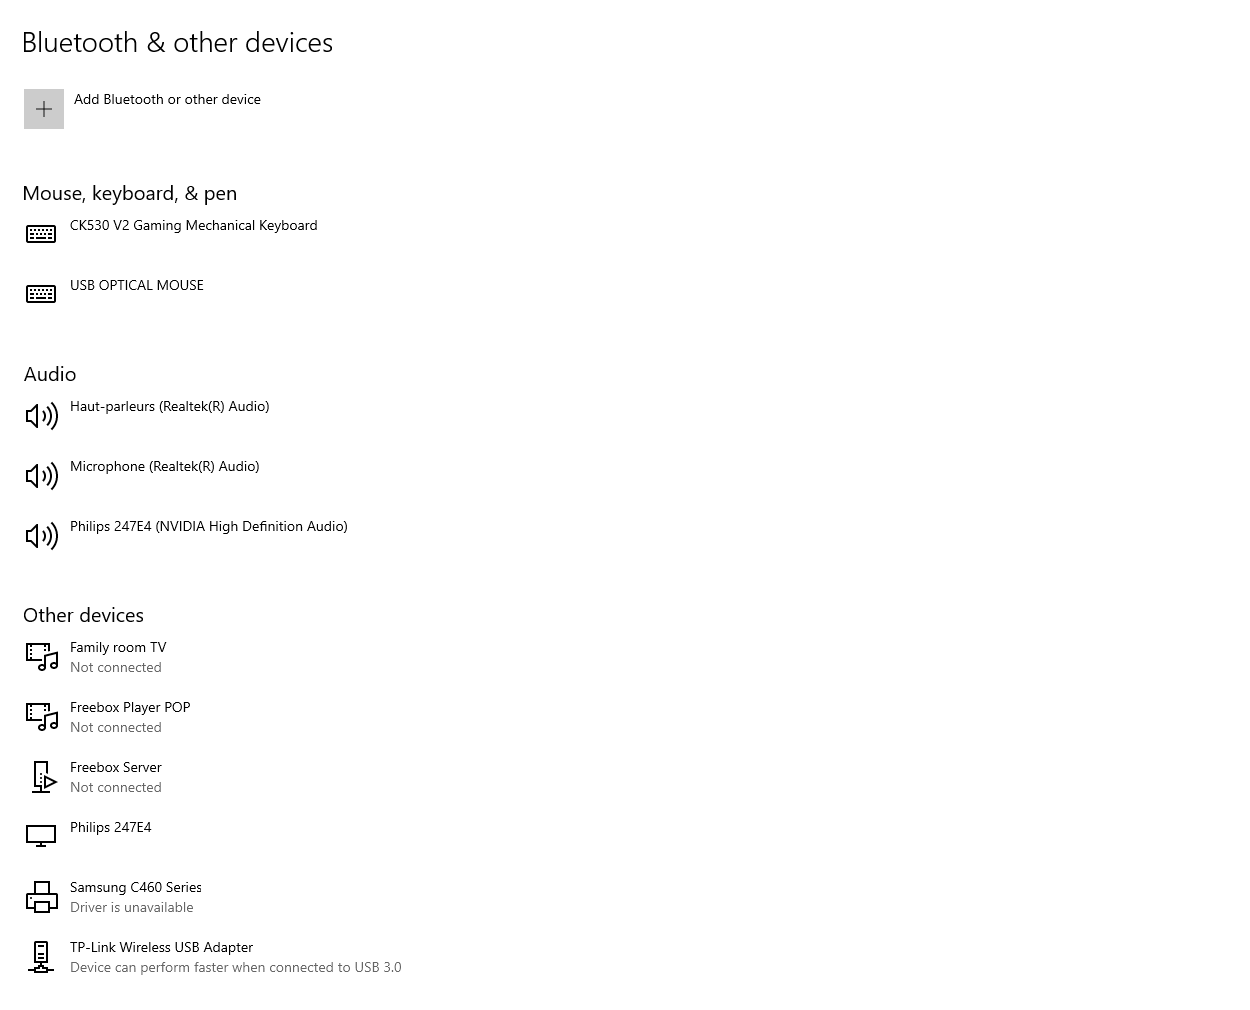 Bluetooth & other devices
Add Bluetooth or other device
Mouse, keyboard, & pen
CK530 V2 Gaming Mechanical Keyboard
USB OPTICAL MOUSE
Audio
Haut-parleurs (Realtek(R) Audio)
Microphone (Realtek(R) Audio)
Philips 247E4 (NVIDIA High Definition Audio)
Other devices
Family room TV
Not connected
Freebox Player POP
Not connected
Freebox Server
Not connected
Philips 247E4
Samsung C460 Series
Driver is unavailable
TP-Link Wireless USB Adapter
Device can perform faster when connected to USB 3.0